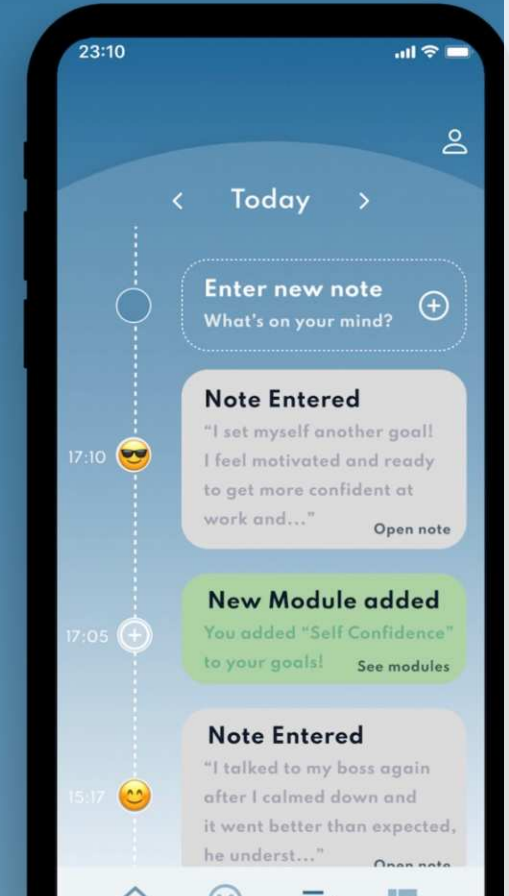 23:10
Today
Enter new note
What's on your mind?
Note Entered
"I set myself another goal!
I feel motivated and ready
to get more confident at
work and..."
Open note
17:10
New Module added
You added "Self Confidence"
to your goals!
See modules
17:05
Note Entered
"I talked to my boss again
after I calmed down and
it went better than expected,
he underst..."
Open note
15:17